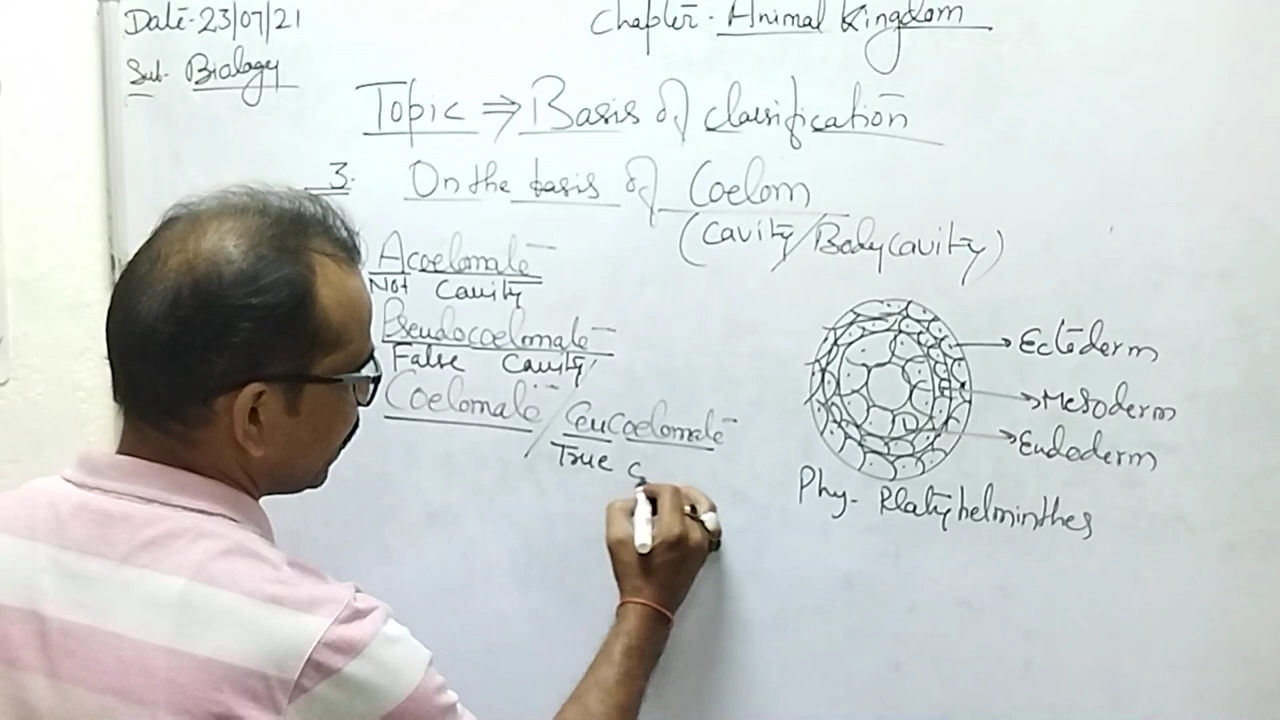 Date-23/07/21
Chapter- Animal Kingdom
Sub- Biology
Topic ⇒ Basis of classification
3. On the basis of Coelom
(Cavity/Body cavity)
Acoelomate
Not Cavity
Pseudocoelomate
False Cavity
Coelomate / Eucoelomate
True c
Ectoderm
Mesoderm
Endoderm
Phy- Platyhelminthes